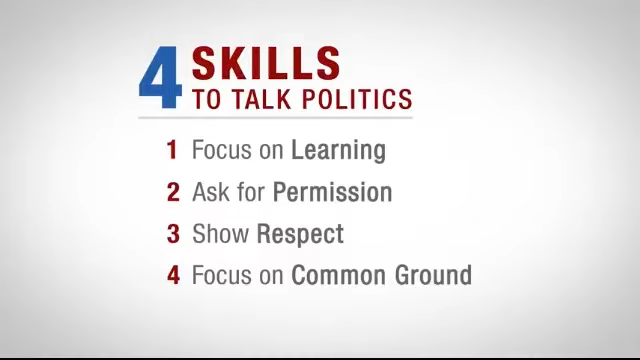 4 SKILLS
TO TALK POLITICS
1 Focus on Learning
2 Ask for Permission
3 Show Respect
4 Focus on Common Ground